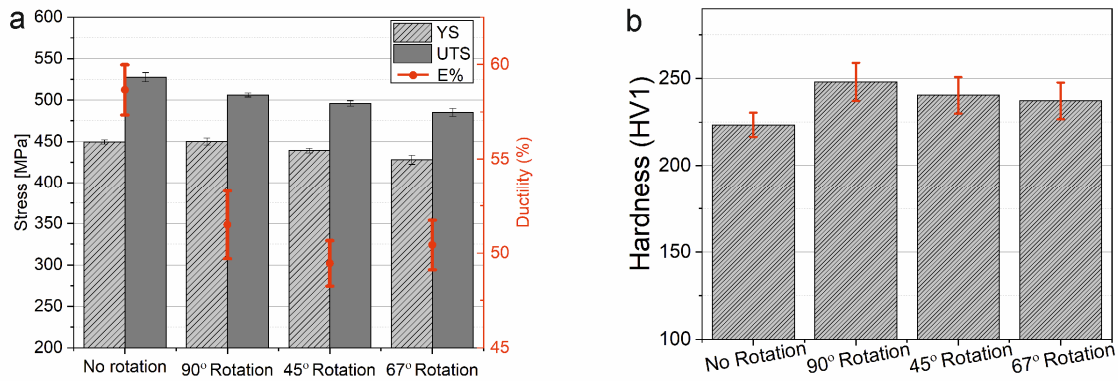 a
600
550
500
450
400
350
300
250
200
Stress [MPa]
YS
UTS
E%
60
55
50
45
Ductility (%)
No rotation 90° Rotation 45° Rotation 67° Rotation
b
250
200
150
100
Hardness (HV1)
No Rotation 90° Rotation 45° Rotation 67° Rotation